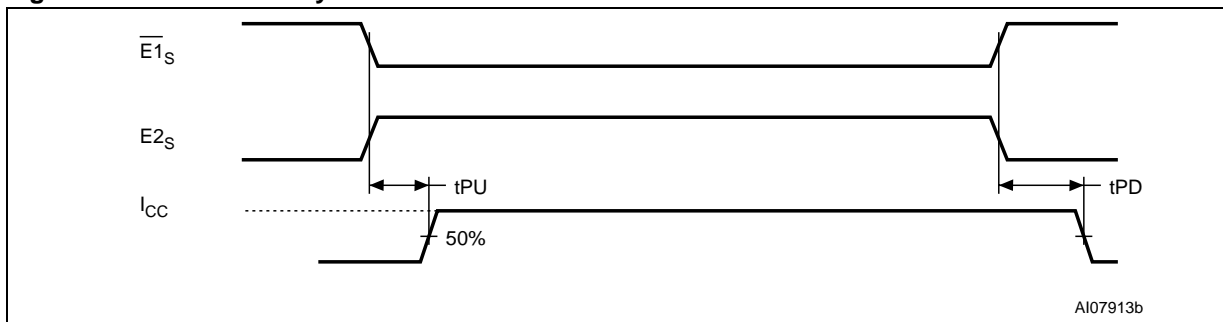 E1S
E2S
tPU
tPD
ICC
50%
AI07913b